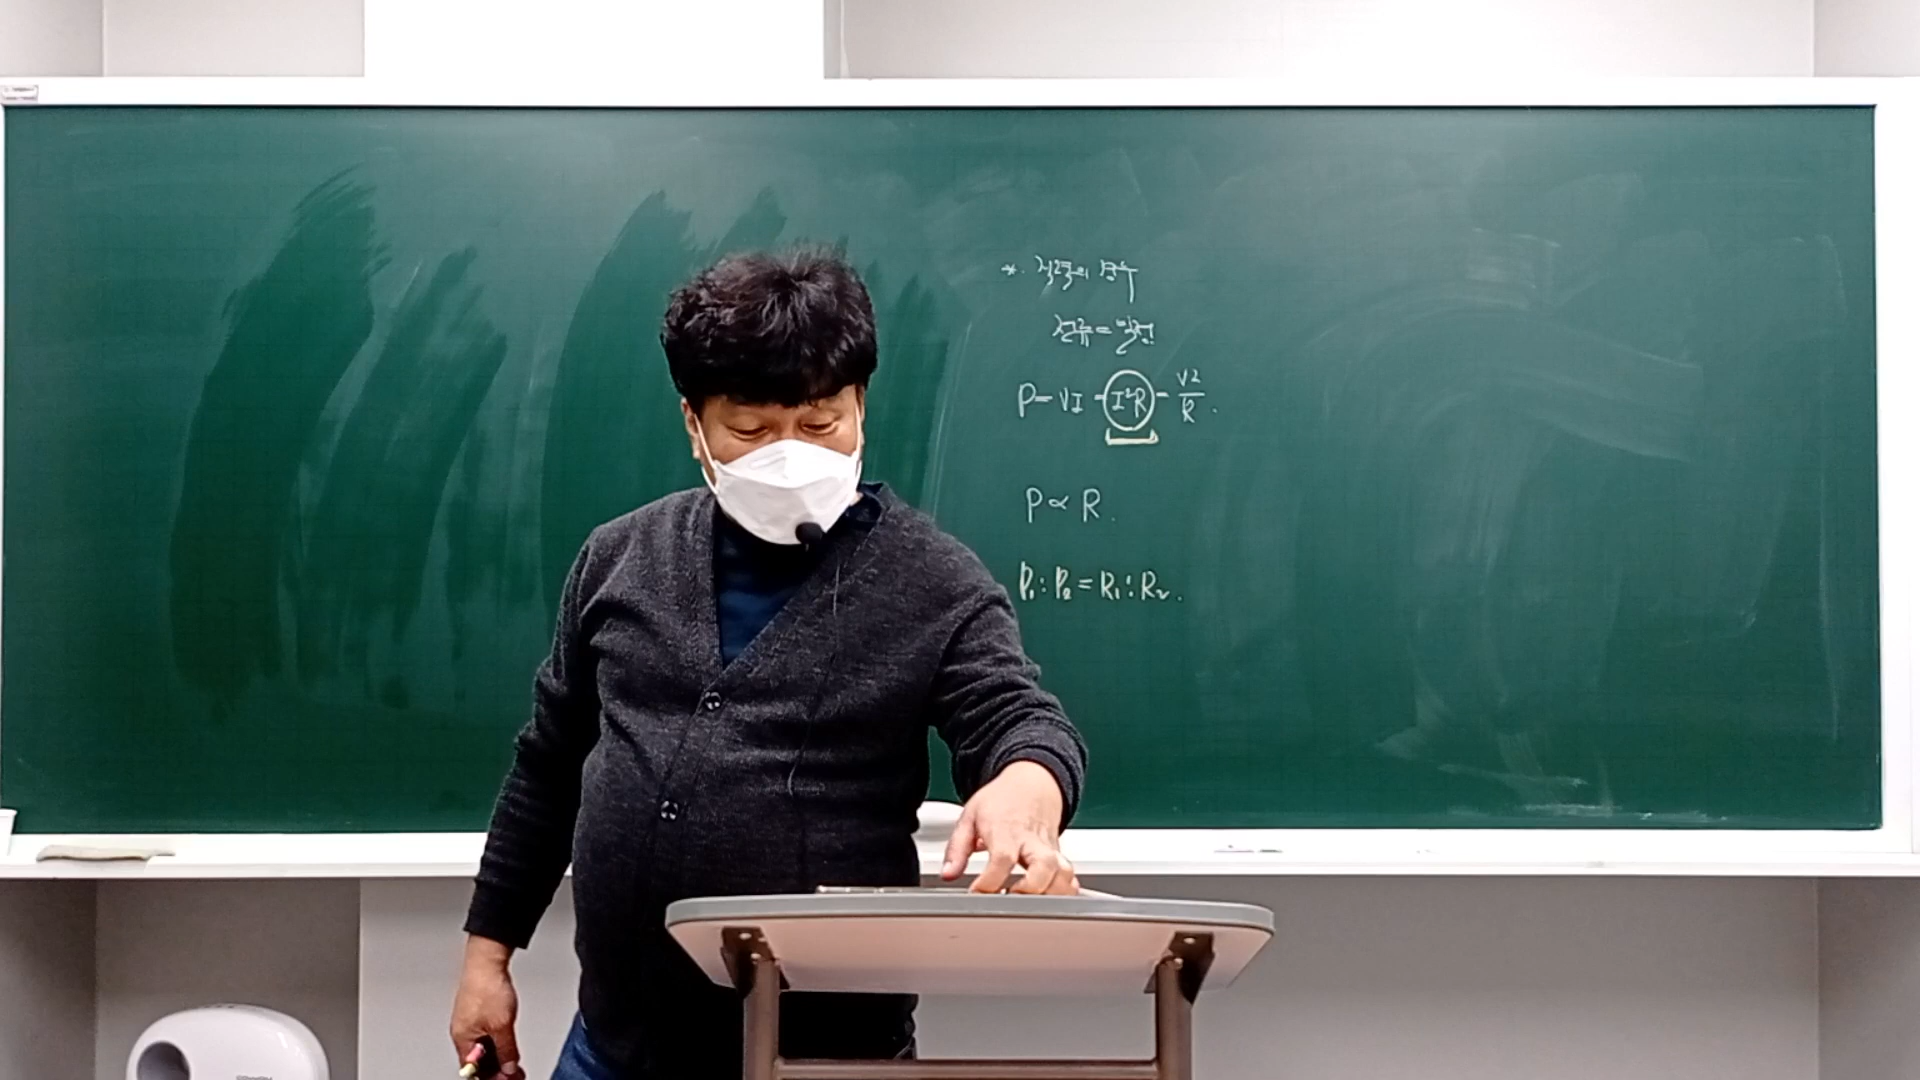 *. 직렬의 경우
전류=일정!
P=VI=I²R=V²/R.
P∝R.
P₁:P₂=R₁:R₂.